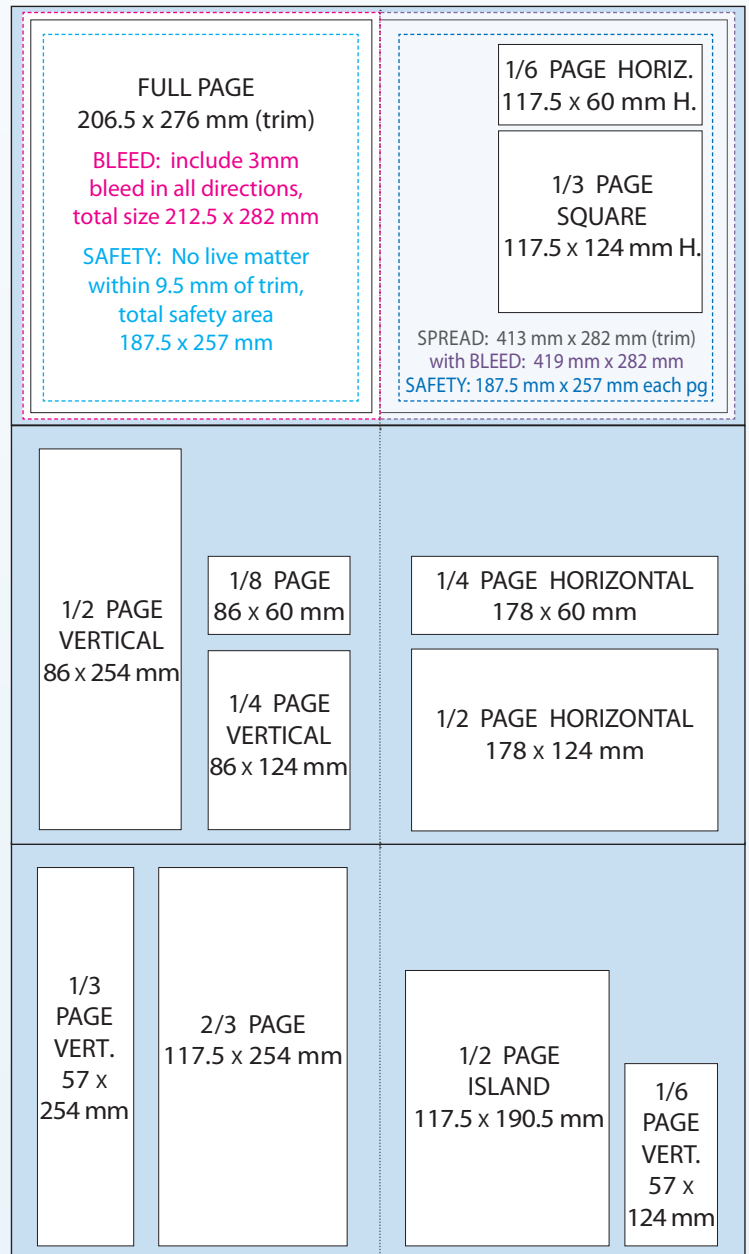 FULL PAGE
206.5 x 276 mm (trim)
BLEED: include 3mm
bleed in all directions,
total size 212.5 x 282 mm
SAFETY: No live matter
within 9.5 mm of trim,
total safety area
187.5 x 257 mm
1/6 PAGE HORIZ.
117.5 x 60 mm H.
1/3 PAGE
SQUARE
117.5 x 124 mm H.
SPREAD: 413 mm x 282 mm (trim)
with BLEED: 419 mm x 282 mm
SAFETY: 187.5 mm x 257 mm each pg
1/2 PAGE
VERTICAL
86 x 254 mm
1/8 PAGE
86 x 60 mm
1/4 PAGE
VERTICAL
86 x 124 mm
1/4 PAGE HORIZONTAL
178 x 60 mm
1/2 PAGE HORIZONTAL
178 x 124 mm
1/3
PAGE
VERT.
57 x
254 mm
2/3 PAGE
117.5 x 254 mm
1/2 PAGE
ISLAND
117.5 x 190.5 mm
1/6
PAGE
VERT.
57 x
124 mm